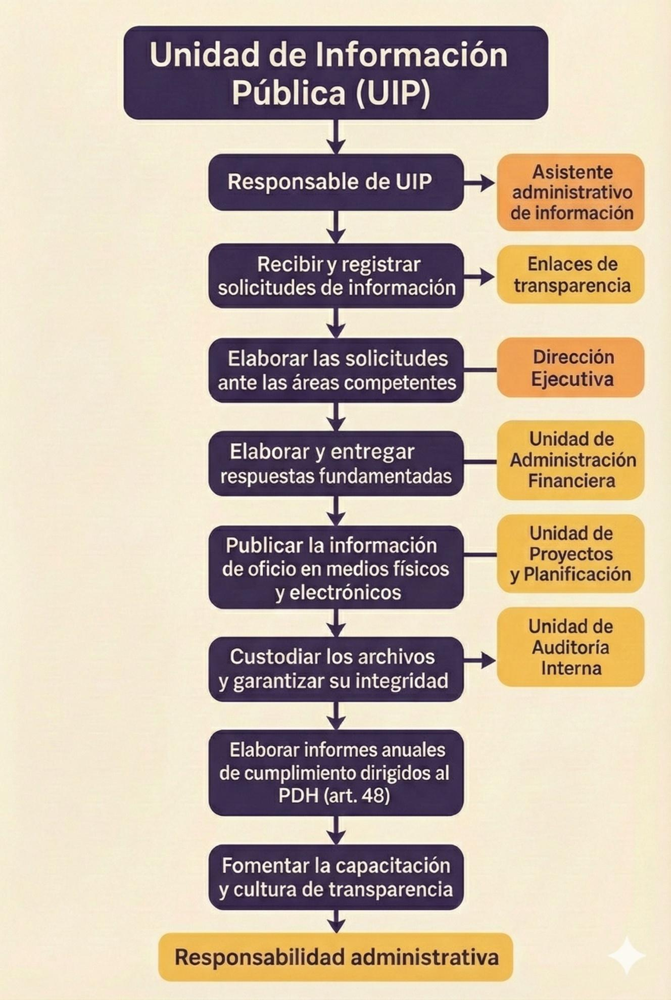 Unidad de Información
Pública (UIP)
Responsable de UIP
Asistente
administrativo
de información
Recibir y registrar
solicitudes de información
Enlaces de
transparencia
Elaborar las solicitudes
ante las áreas competentes
Dirección
Ejecutiva
Elaborar y entregar
respuestas fundamentadas
Unidad de
Administración
Financiera
Publicar la información
de oficio en medios físicos
y electrónicos
Unidad de
Proyectos
y Planificación
Custodiar los archivos
y garantizar su integrídad
Unidad de
Auditoría
Interna
Elaborar informes anuales
de cumplimiento dirigidos al
PDH (art. 48)
Fomentar la capacitación
y cultura de transparencia
Responsabilidad administrativa